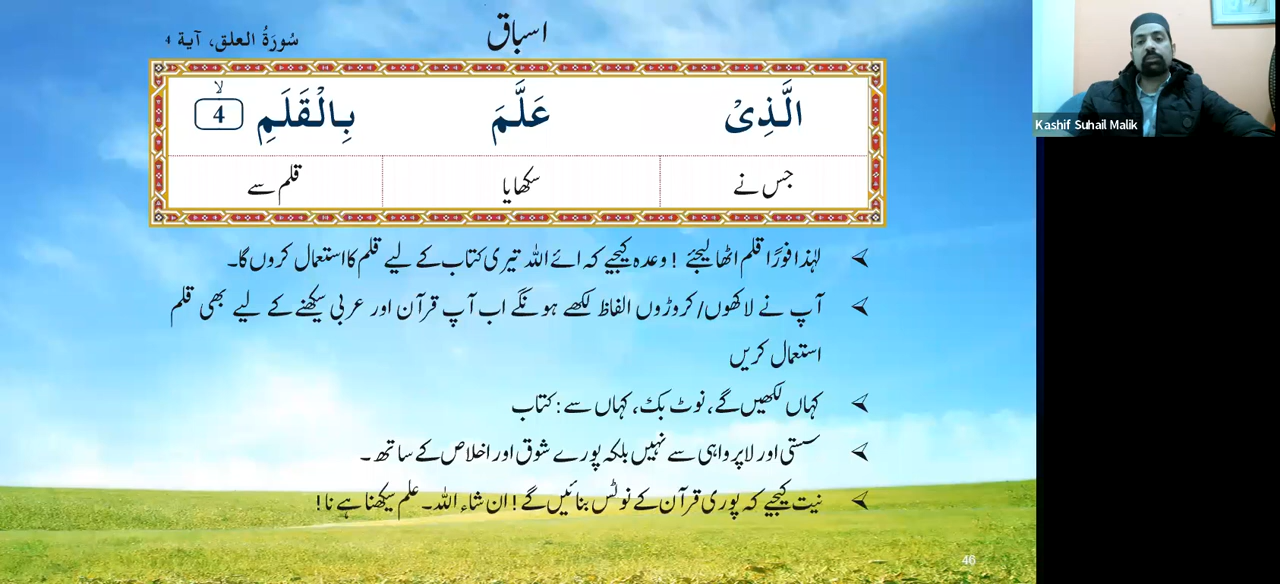 اسباق
سُورَةُ العلق، آية 4
الَّذِیْ عَلَّمَ بِالْقَلَمِ ۙ 4
جس نے سکھایا قلم سے
لہٰذا فورًا قلم اٹھا لیجئے ! وعدہ کیجیے کہ ائے اللہ تیری کتاب کے لیے قلم کا استعمال کروں گا۔
آپ نے لاکھوں/کروڑوں الفاظ لکھے ہونگے اب آپ قرآن اور عربی سیکھنے کے لیے بھی قلم
استعمال کریں
کہاں لکھیں گے، نوٹ بک، کہاں سے: کتاب
سستی اور لاپرواہی سے نہیں بلکہ پورے شوق اور اخلاص کے ساتھ۔
نیت کیجیے کہ پوری قرآن کے نوٹس بنائیں گے! ان شاء اللہ۔ علم سیکھنا ہے نا!
46
Kashif Suhail Malik